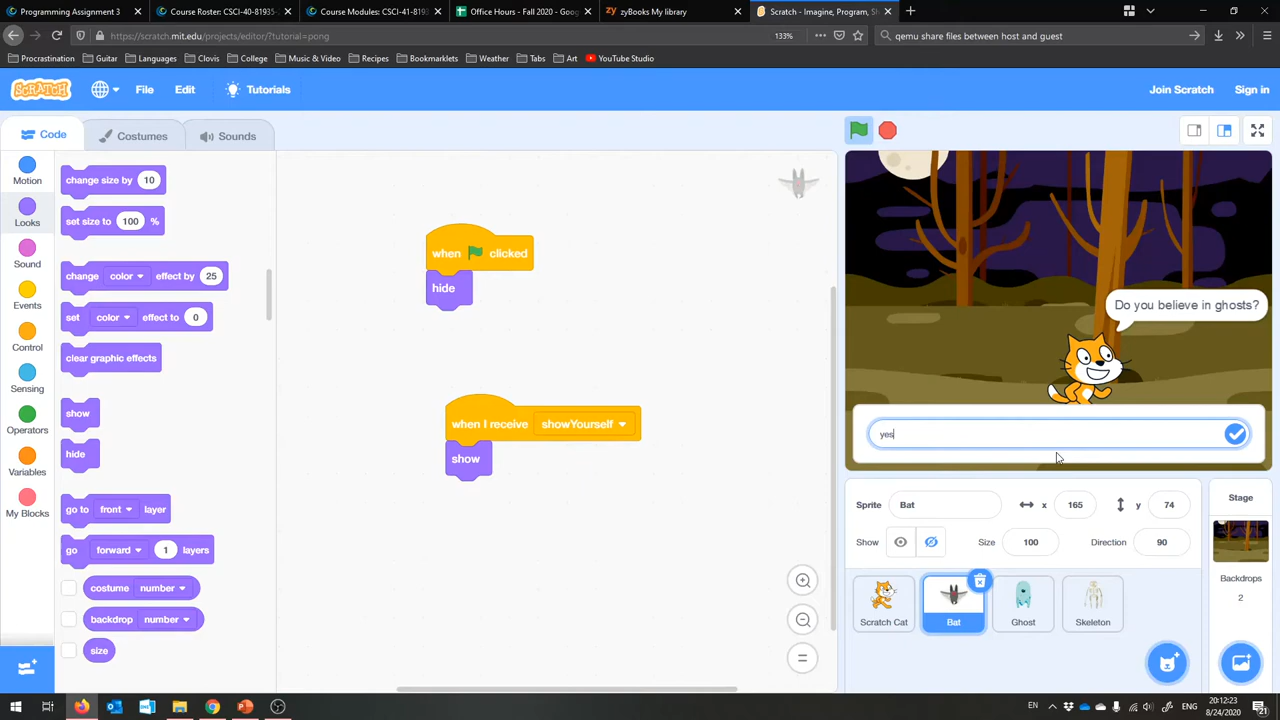 Programming Assignment 3
Course Roster: CSCI-40-81935-
Course Modules: CSCI-41-8193
Office Hours - Fall 2020 - Goog
zyBooks My library
Scratch - Imagine, Program, Sh
https://scratch.mit.edu/projects/editor/?tutorial=pong
133%
qemu share files between host and guest
Procrastination
Guitar
Languages
Clovis
College
Music & Video
Recipes
Bookmarklets
Weather
Tabs
Art
YouTube Studio
SCRATCH
File
Edit
Tutorials
Join Scratch
Sign in
Code
Costumes
Sounds
Motion
Looks
Sound
Events
Control
Sensing
Operators
Variables
My Blocks
change size by 10
set size to 100 %
change color effect by 25
set color effect to 0
clear graphic effects
show
hide
go to front layer
go forward 1 layers
costume number
backdrop number
size
when clicked
hide
when I receive showYourself
show
Do you believe in ghosts?
yes
Sprite Bat x 165 y 74
Show Size 100 Direction 90
Scratch Cat
Bat
Ghost
Skeleton
Stage
Backdrops
2
EN
ENG
20:12:23
8/24/2020
21